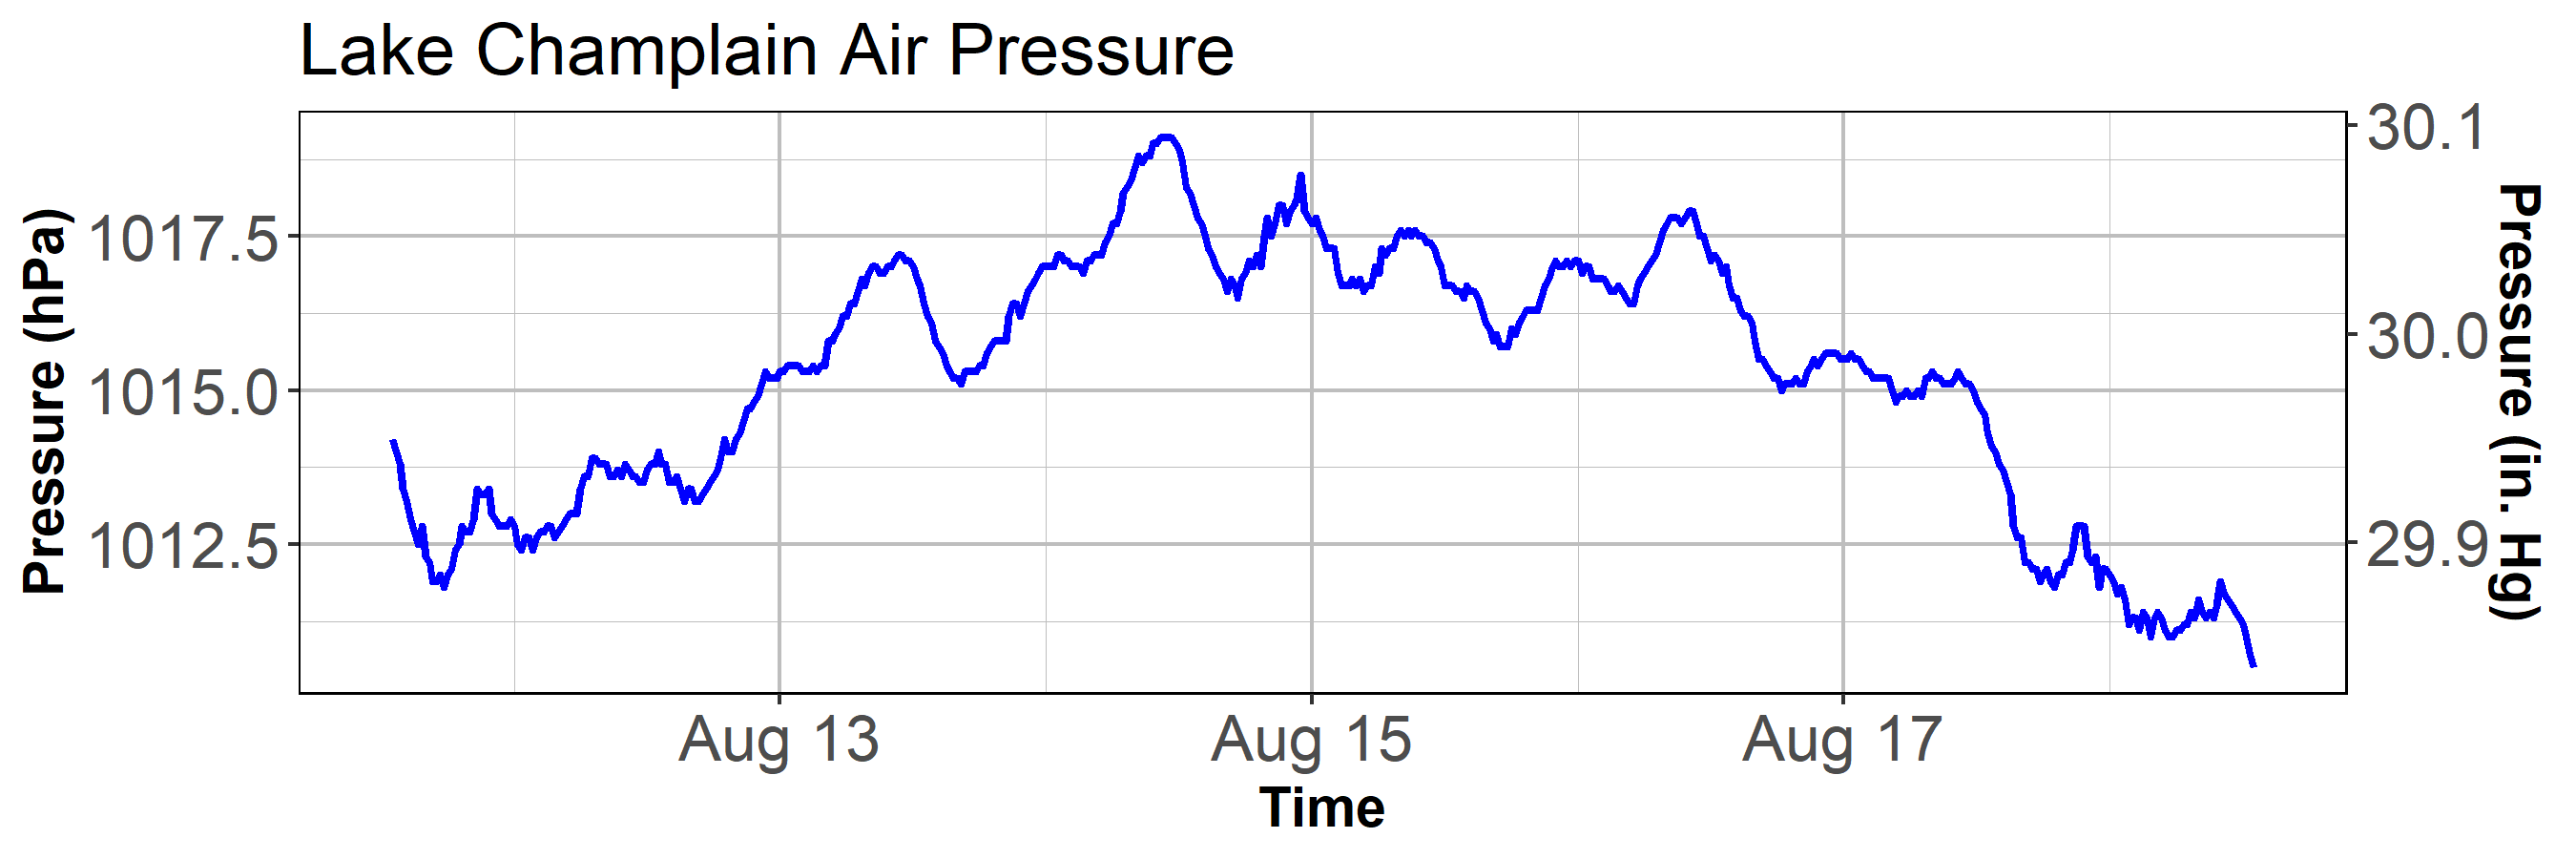 Lake Champlain Air Pressure
Pressure (hPa)
1017.5
1015.0
1012.5
30.1
30.0
29.9
Pressure (in. Hg)
Aug 13
Aug 15
Aug 17
Time